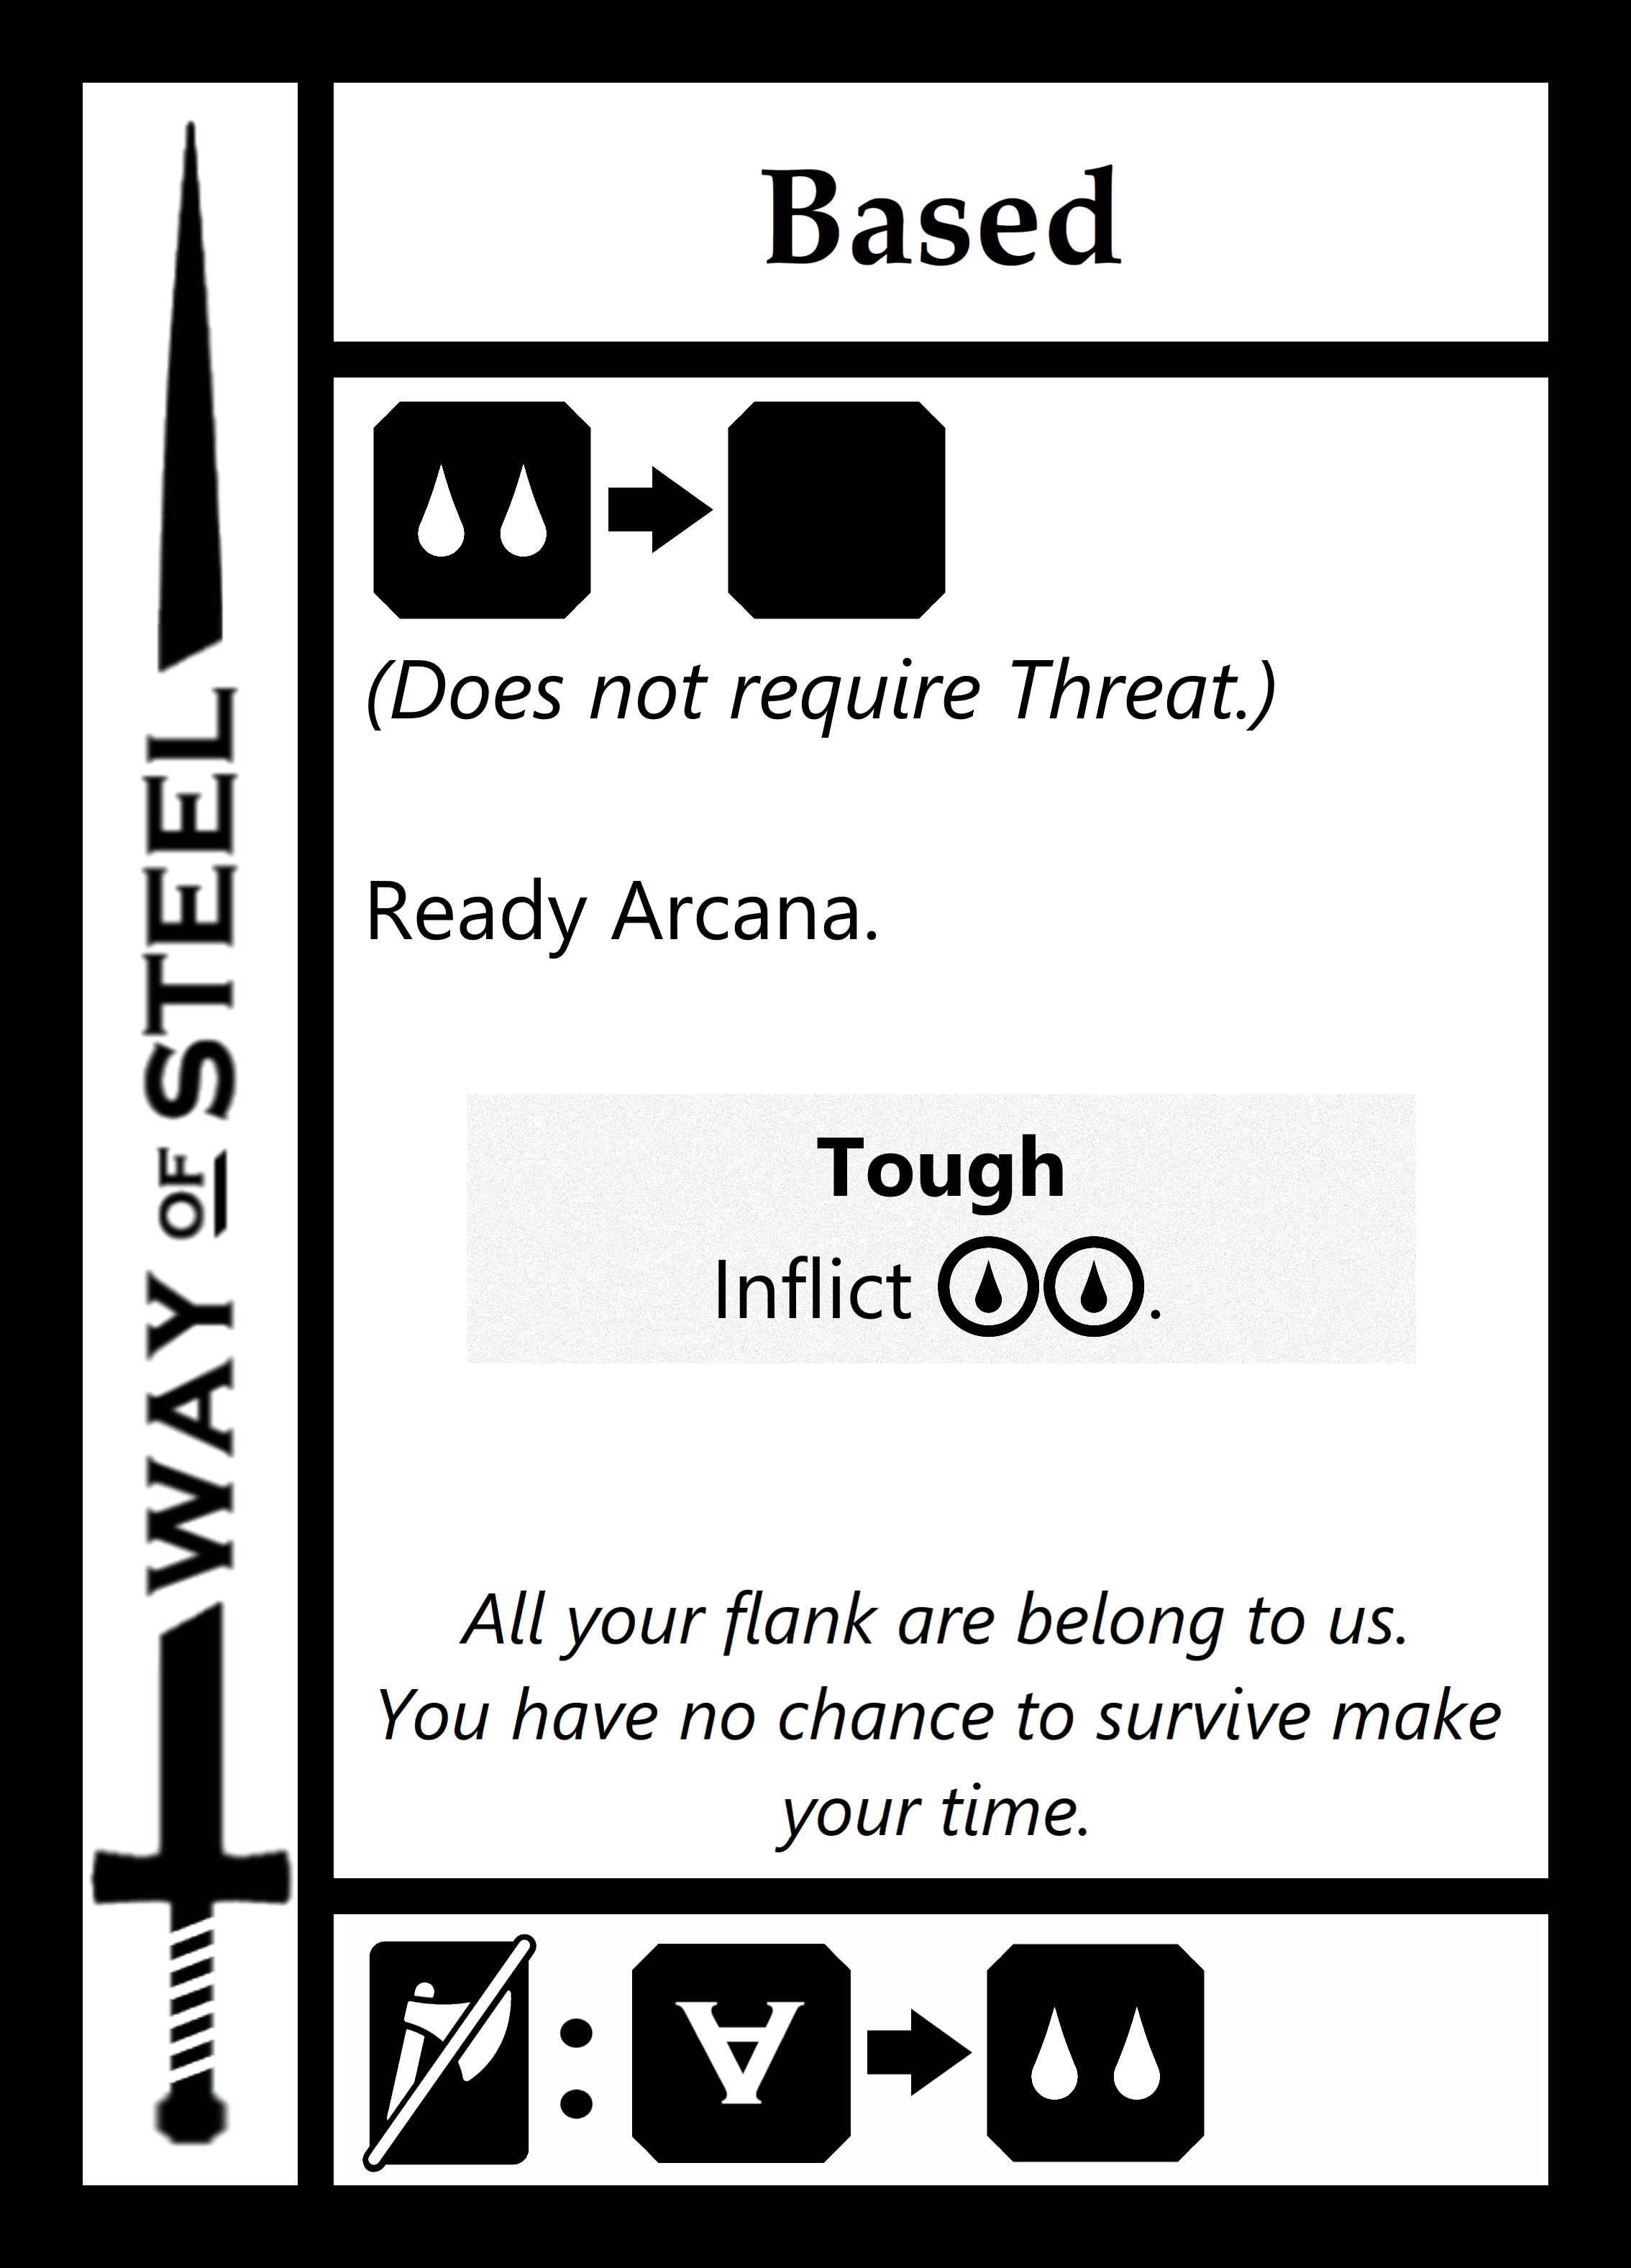 WAY OF STEEL
Based
(Does not require Threat.)
Ready Arcana.
Tough
Inflict .
All your flank are belong to us.
You have no chance to survive make
your time.
:
∀